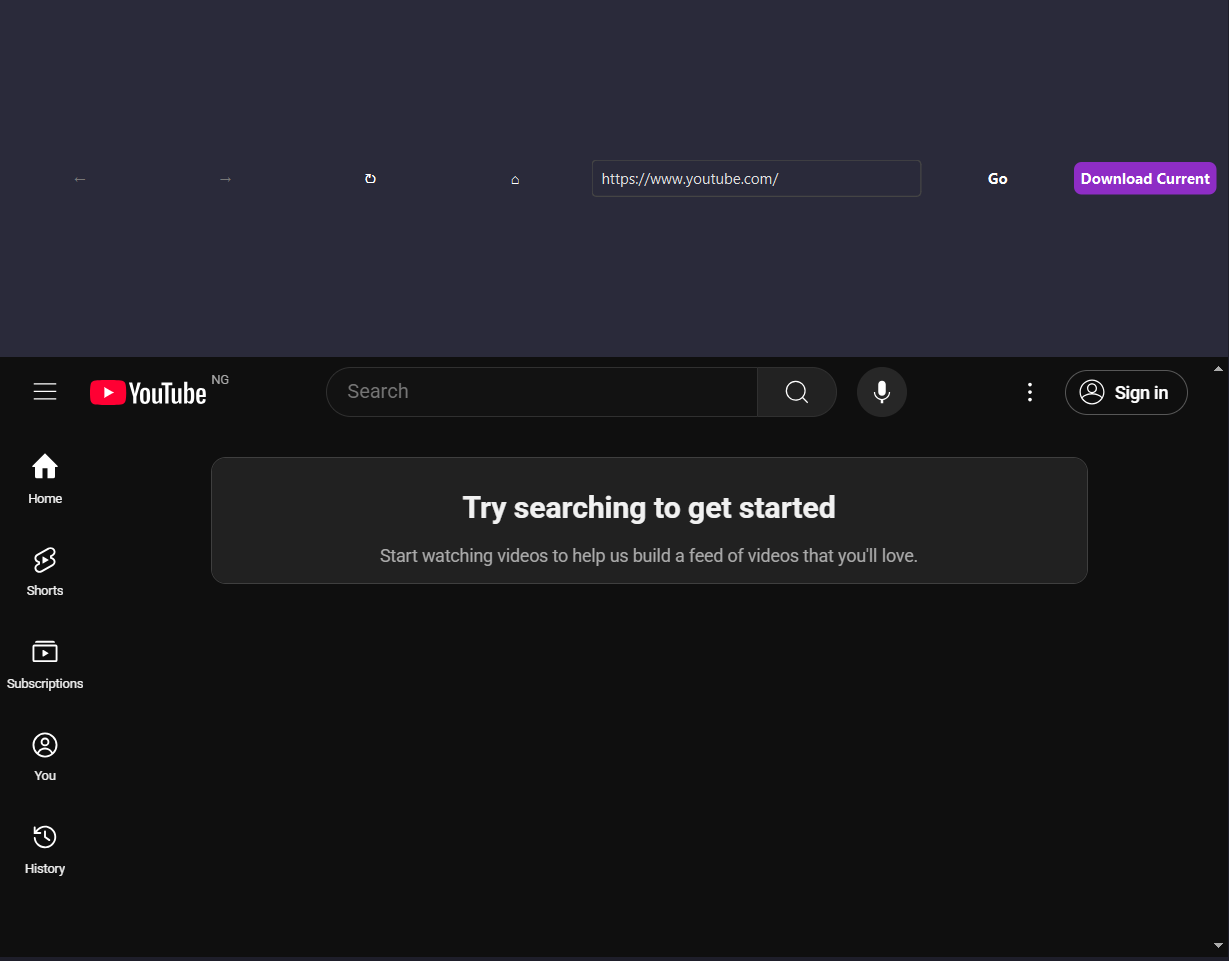 ← → ↻ ⌂ https://www.youtube.com/ Go Download Current
YouTube NG
Search
Sign in
Home
Try searching to get started
Start watching videos to help us build a feed of videos that you'll love.
Shorts
Subscriptions
You
History